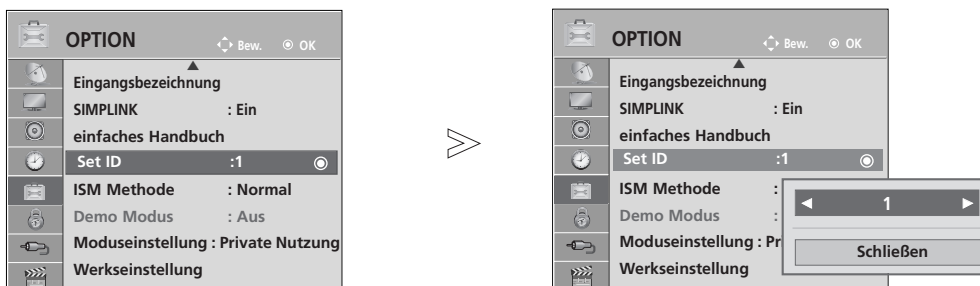 OPTION
Bew.
OK
Eingangsbezeichnung
SIMPLINK : Ein
einfaches Handbuch
Set ID :1
ISM Methode : Normal
Demo Modus : Aus
Moduseinstellung : Private Nutzung
Werkseinstellung
OPTION
Bew.
OK
Eingangsbezeichnung
SIMPLINK : Ein
einfaches Handbuch
Set ID :1
ISM Methode :
Demo Modus :
Moduseinstellung : Pr
Werkseinstellung
◄ 1 ►
Schließen